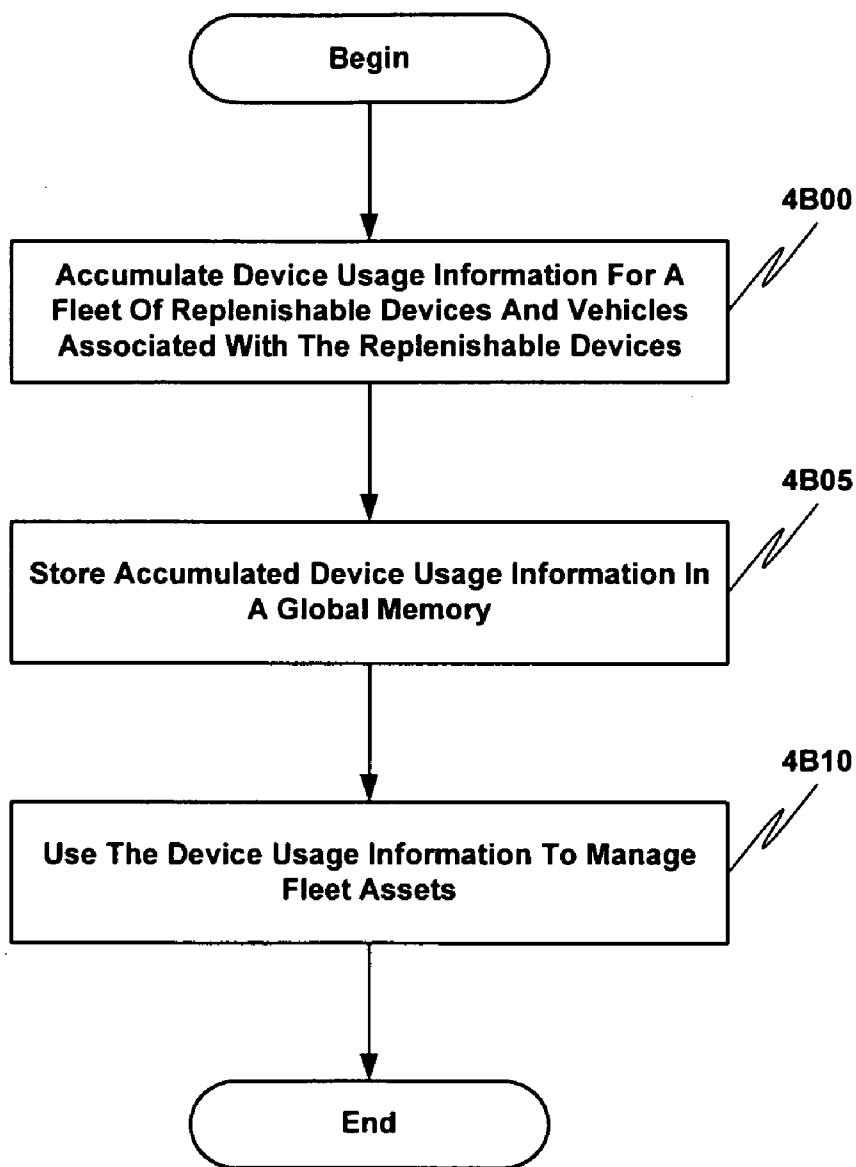 Begin
4B00
Accumulate Device Usage Information For A
Fleet Of Replenishable Devices And Vehicles
Associated With The Replenishable Devices
4B05
Store Accumulated Device Usage Information In
A Global Memory
4B10
Use The Device Usage Information To Manage
Fleet Assets
End